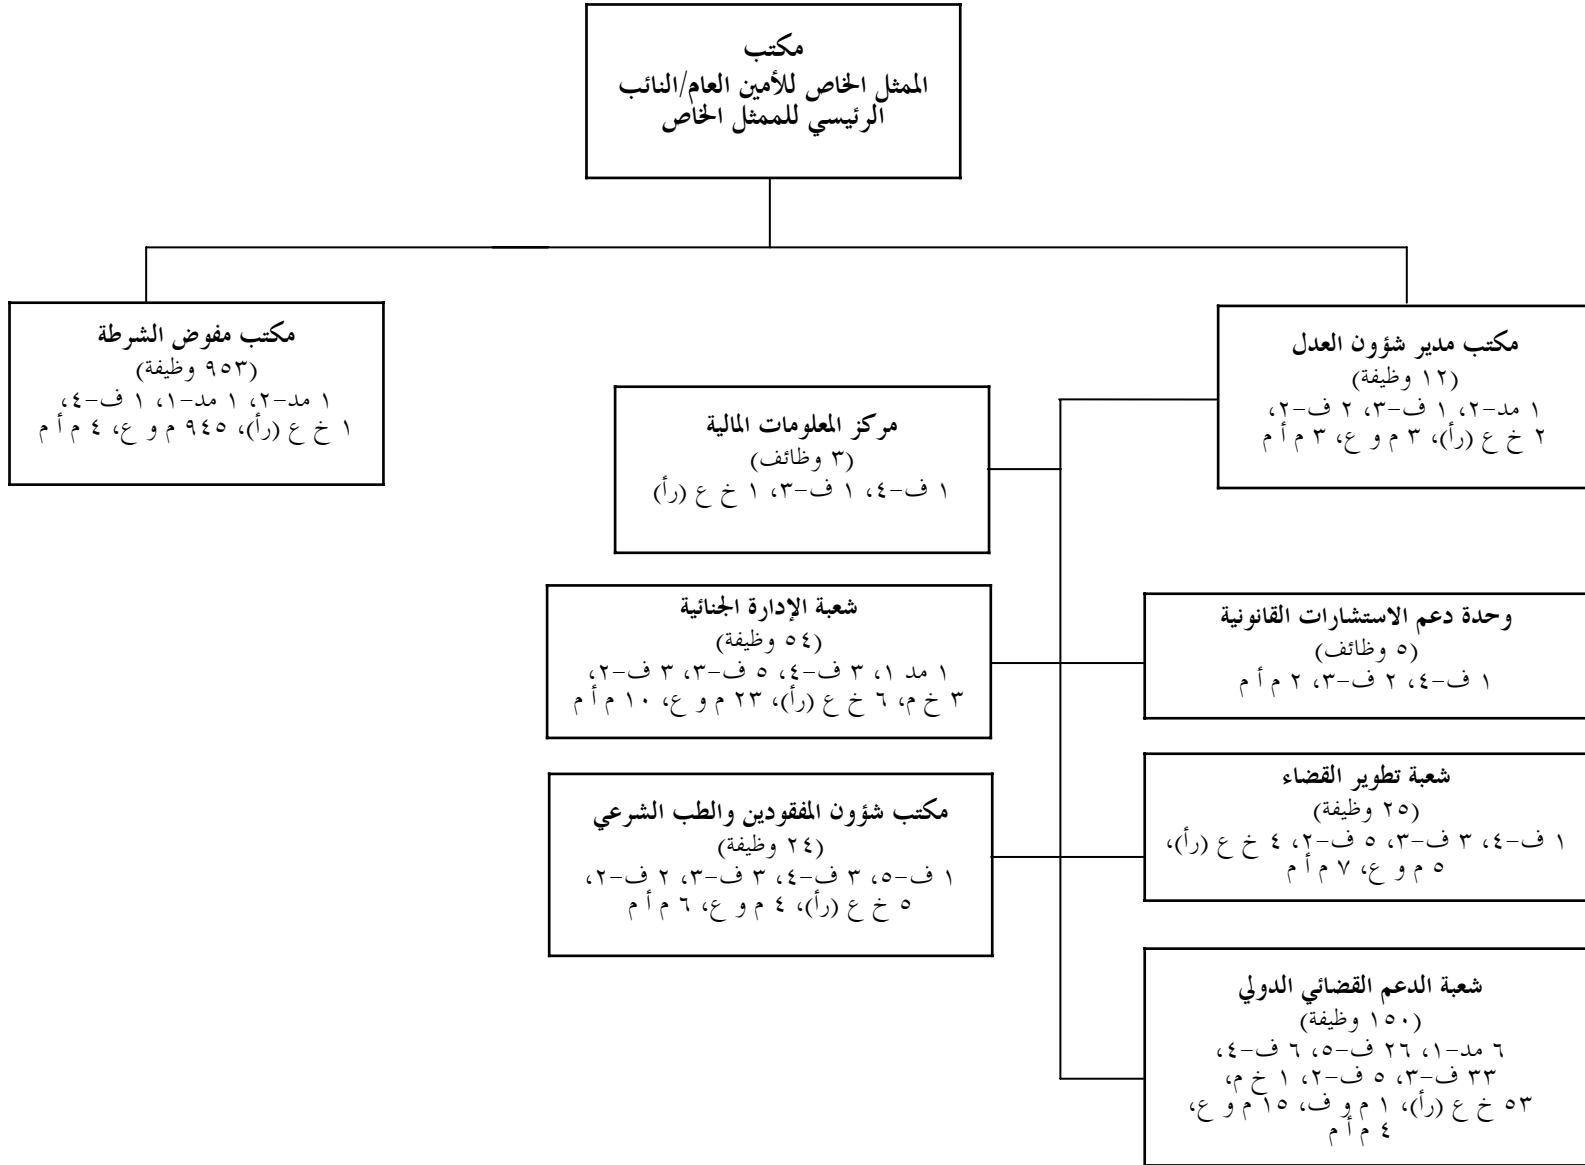 مكتب
الممثل الخاص للأمين العام/النائب
الرئيسي للممثل الخاص
مكتب مدير شؤون العدل
(١٢ وظيفة)
١ مد-٢، ١ ف-٣، ٢ ف-٢،
٢ خ ع (رأ)، ٣ م و ع، ٣ م أ م
مكتب مفوض الشرطة
(٩٥٣ وظيفة)
١ مد-٢، ١ مد-١، ١ ف-٤،
١ خ ع (رأ)، ٩٤٥ م و ع، ٤ م أ م
مركز المعلومات المالية
(٣ وظائف)
١ ف-٤، ١ ف-٣، ١ خ ع (رأ)
وحدة دعم الاستشارات القانونية
(٥ وظائف)
١ ف-٤، ٢ ف-٣، ٢ م أ م
شعبة الإدارة الجنائية
(٥٤ وظيفة)
١ مد ١، ٣ ف-٤، ٥ ف-٣، ٣ ف-٢،
٣ خ م، ٦ خ ع (رأ)، ٢٣ م و ع، ١٠ م أ م
شعبة تطوير القضاء
(٢٥ وظيفة)
١ ف-٤، ٣ ف-٣، ٥ ف-٢، ٤ خ ع (رأ)،
٥ م و ع، ٧ م أ م
مكتب شؤون المفقودين والطب الشرعي
(٢٤ وظيفة)
١ ف-٥، ٣ ف-٤، ٣ ف-٣، ٢ ف-٢،
٥ خ ع (رأ)، ٤ م و ع، ٦ م أ م
شعبة الدعم القضائي الدولي
(١٥٠ وظيفة)
٦ مد-١، ٢٦ ف-٥، ٦ ف-٤،
٣٣ ف-٣، ٥ ف-٢، ١ خ م،
٥٣ خ ع (رأ)، ١ م و ف، ١٥ م و ع،
٤ م أ م